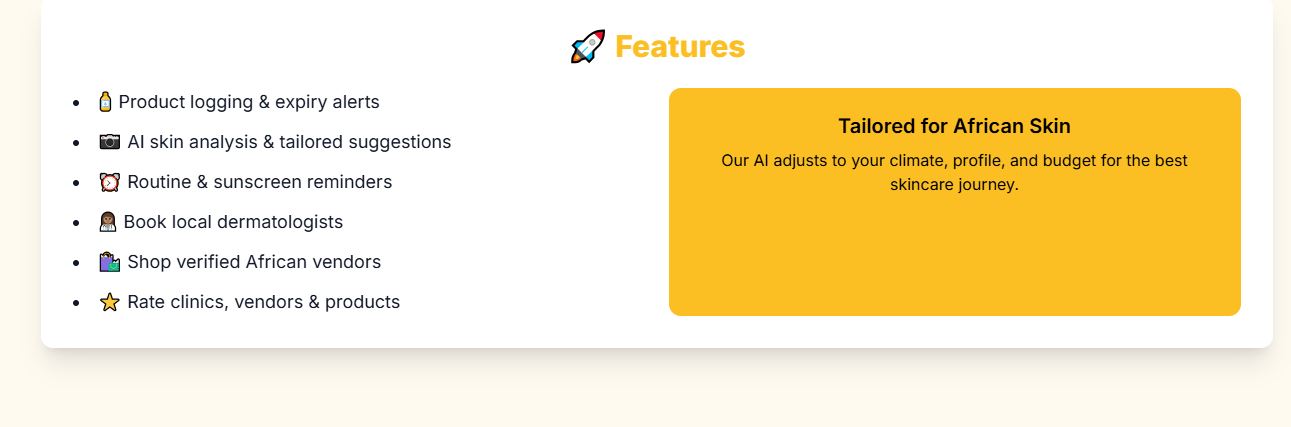 🚀 Features
🧴 Product logging & expiry alerts
📷 AI skin analysis & tailored suggestions
⏰ Routine & sunscreen reminders
👩🏾‍⚕️ Book local dermatologists
🛍️ Shop verified African vendors
⭐ Rate clinics, vendors & products
Tailored for African Skin
Our AI adjusts to your climate, profile, and budget for the best
skincare journey.